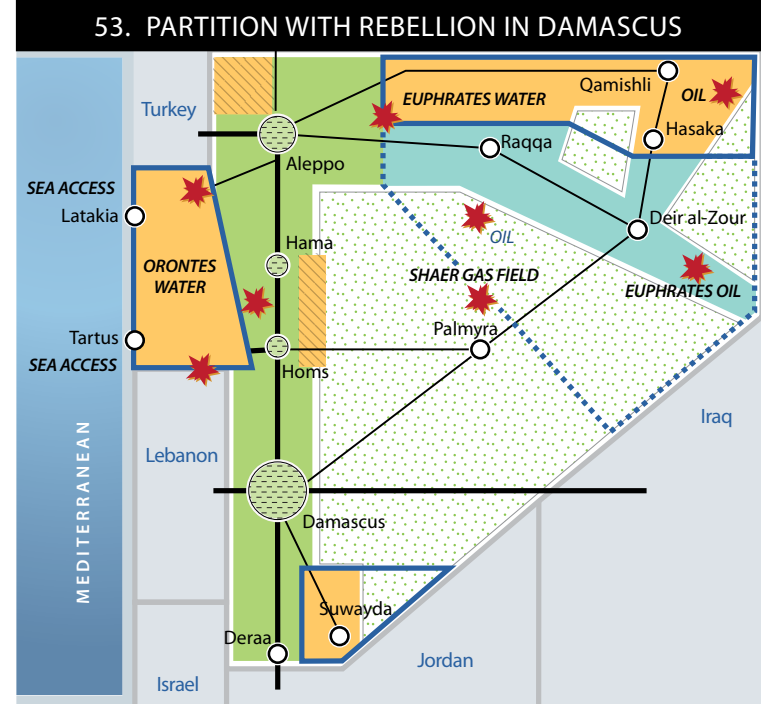 53. PARTITION WITH REBELLION IN DAMASCUS
Turkey
Qamishli
EUPHRATES WATER
OIL
Hasaka
Raqqa
Aleppo
SEA ACCESS
Latakia
Deir al-Zour
OIL
Hama
ORONTES
WATER
SHAER GAS FIELD
EUPHRATES OIL
Tartus
SEA ACCESS
Palmyra
Homs
Iraq
MEDITERRANEAN
Lebanon
Damascus
Suwayda
Deraa
Jordan
Israel